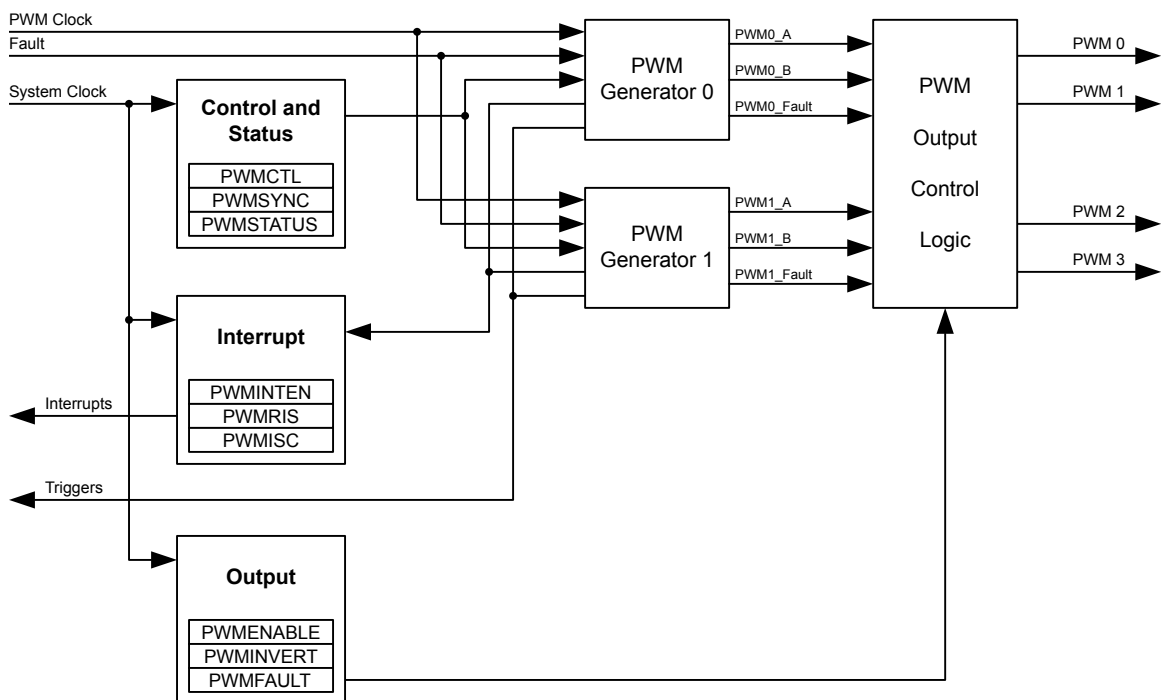 PWM Clock
Fault
System Clock
Control and
Status
PWMCTL
PWMSYNC
PWMSTATUS
Interrupt
PWMINTEN
PWMRIS
PWMISC
Interrupts
Triggers
Output
PWMENABLE
PWMINVERT
PWMFAULT
PWM
Generator 0
PWM0_A
PWM0_B
PWM0_Fault
PWM
Generator 1
PWM1_A
PWM1_B
PWM1_Fault
PWM
Output
Control
Logic
PWM 0
PWM 1
PWM 2
PWM 3